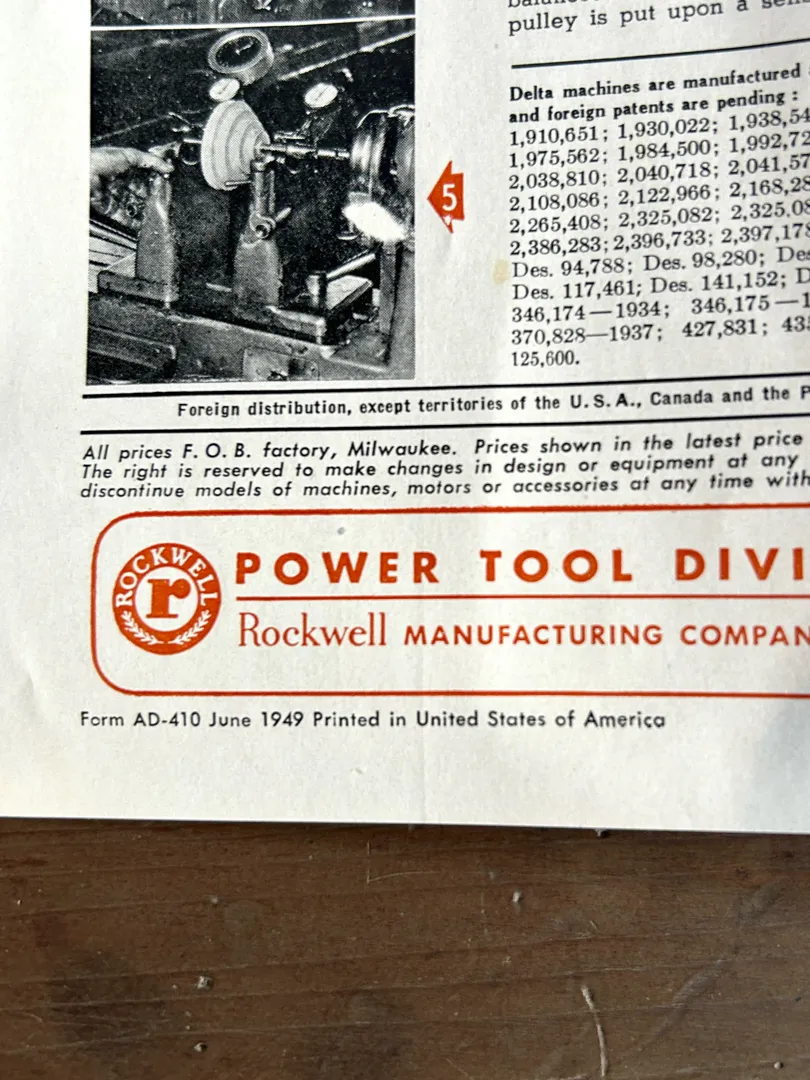 pulley is put upon a
Delta machines are manufactured
and foreign patents are pending:
1,910,651; 1,930,022; 1,938,54
1,975,562; 1,984,500; 1,992,72
2,038,810; 2,040,718; 2,041,57
2,108,086; 2,122,966; 2,168,28
2,265,408; 2,325,082; 2,325.08
2,386,283; 2,396,733; 2,397,178
Des. 94,788; Des. 98,280; Des
Des. 117,461; Des. 141,152; D
346,174—1934; 346,175—1
370,828—1937; 427,831; 43
125,600.
5
Foreign distribution, except territories of the U.S.A., Canada and the P
All prices F.O.B. factory, Milwaukee. Prices shown in the latest price
The right is reserved to make changes in design or equipment at any
discontinue models of machines, motors or accessories at any time with
ROCKWELL
r
POWER TOOL DIVI
Rockwell MANUFACTURING COMPAN
Form AD-410 June 1949 Printed in United States of America